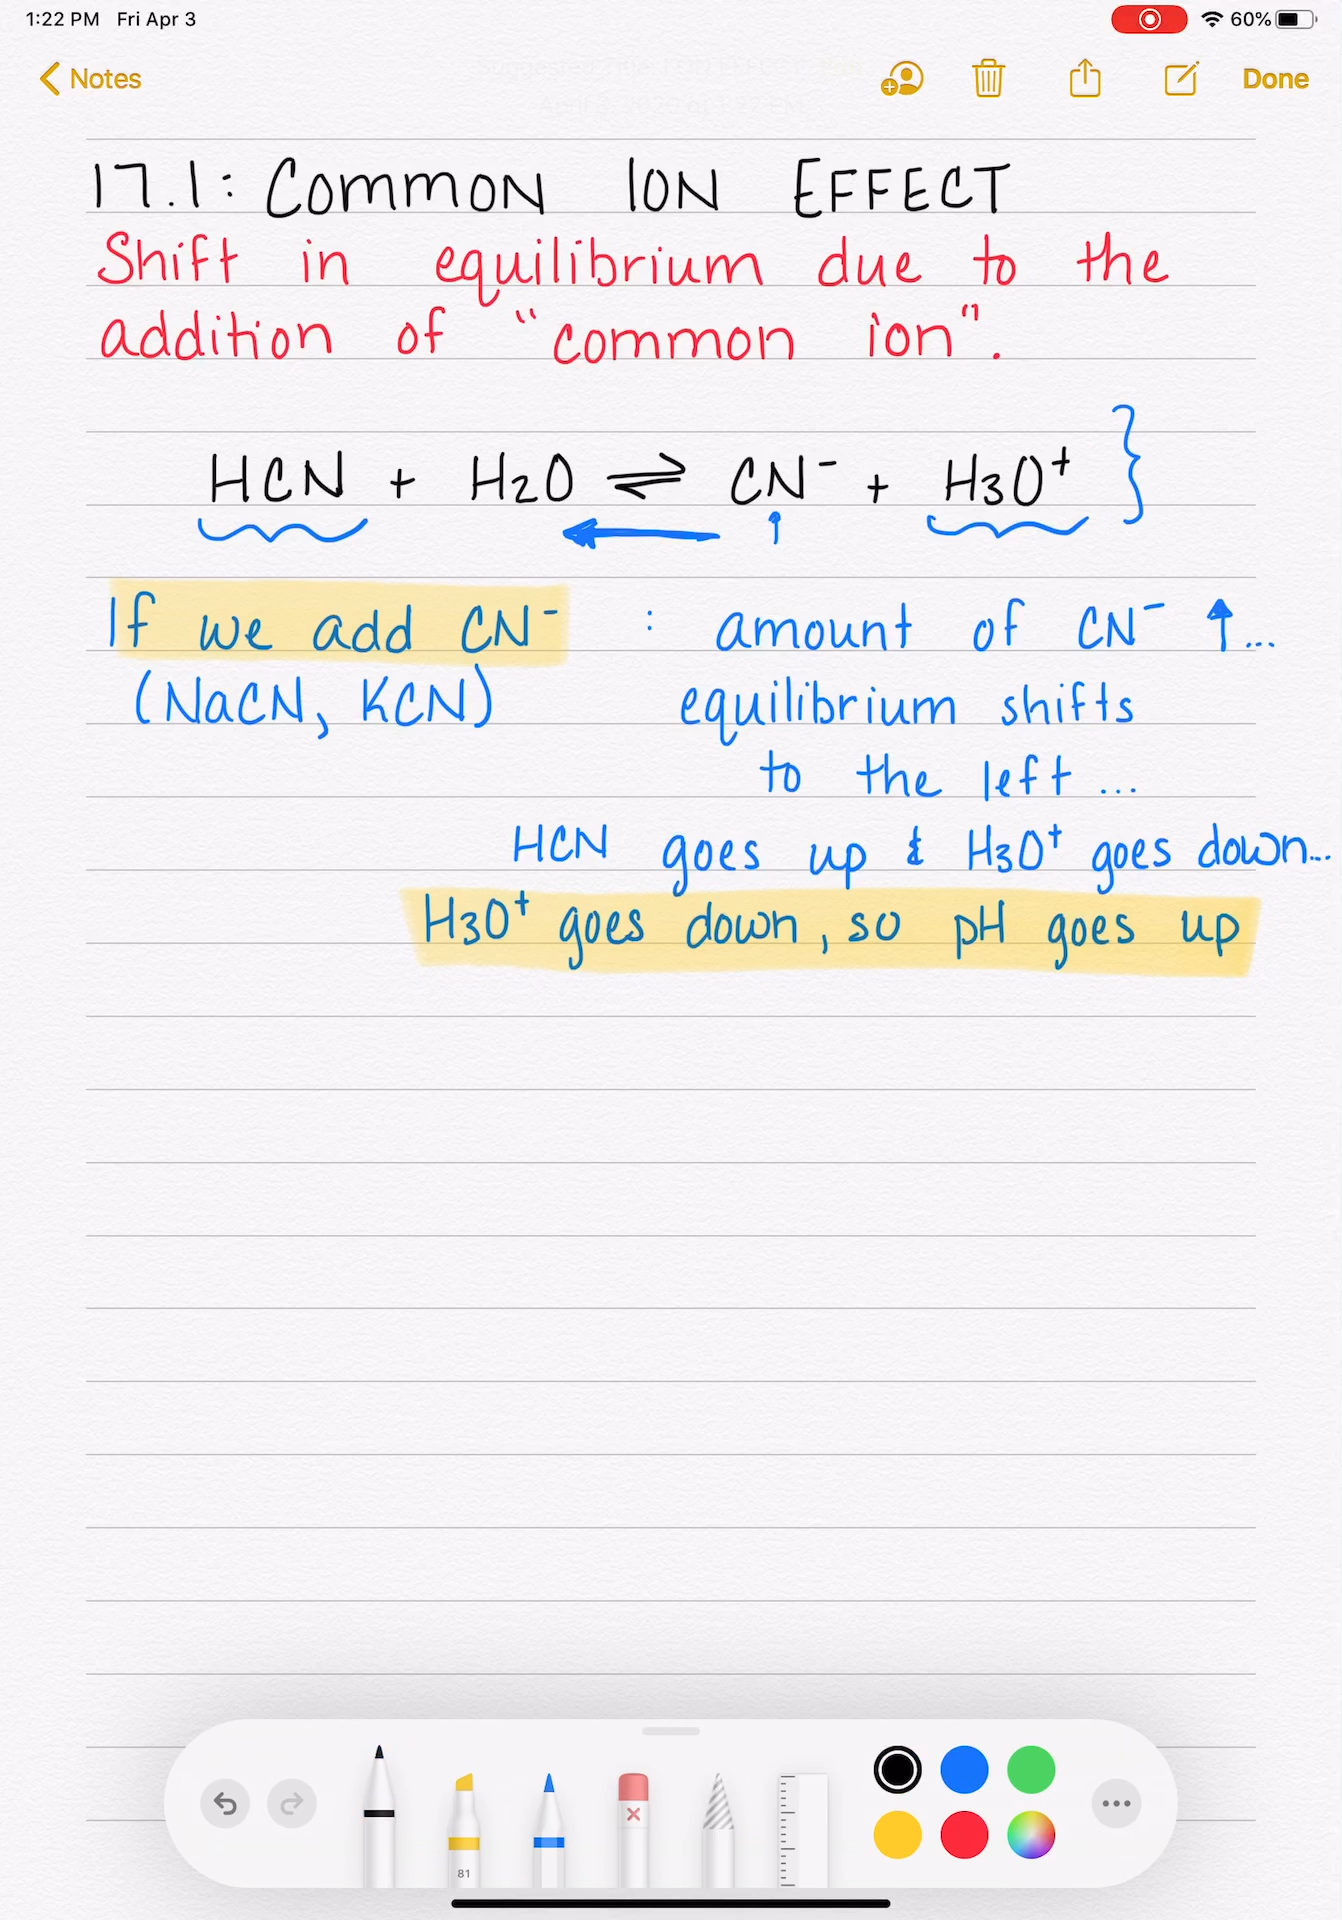 1:22 PM Fri Apr 3 60%
Notes Done
17.1: COMMON ION EFFECT
Shift in equilibrium due to the
addition of "common ion".
HCN + H2O ⇌ CN⁻ + H3O⁺ }
← ↑
If we add CN⁻ : amount of CN⁻ ↑...
(NaCN, KCN) equilibrium shifts
to the left ...
HCN goes up & H3O⁺ goes down...
H3O⁺ goes down, so pH goes up
81